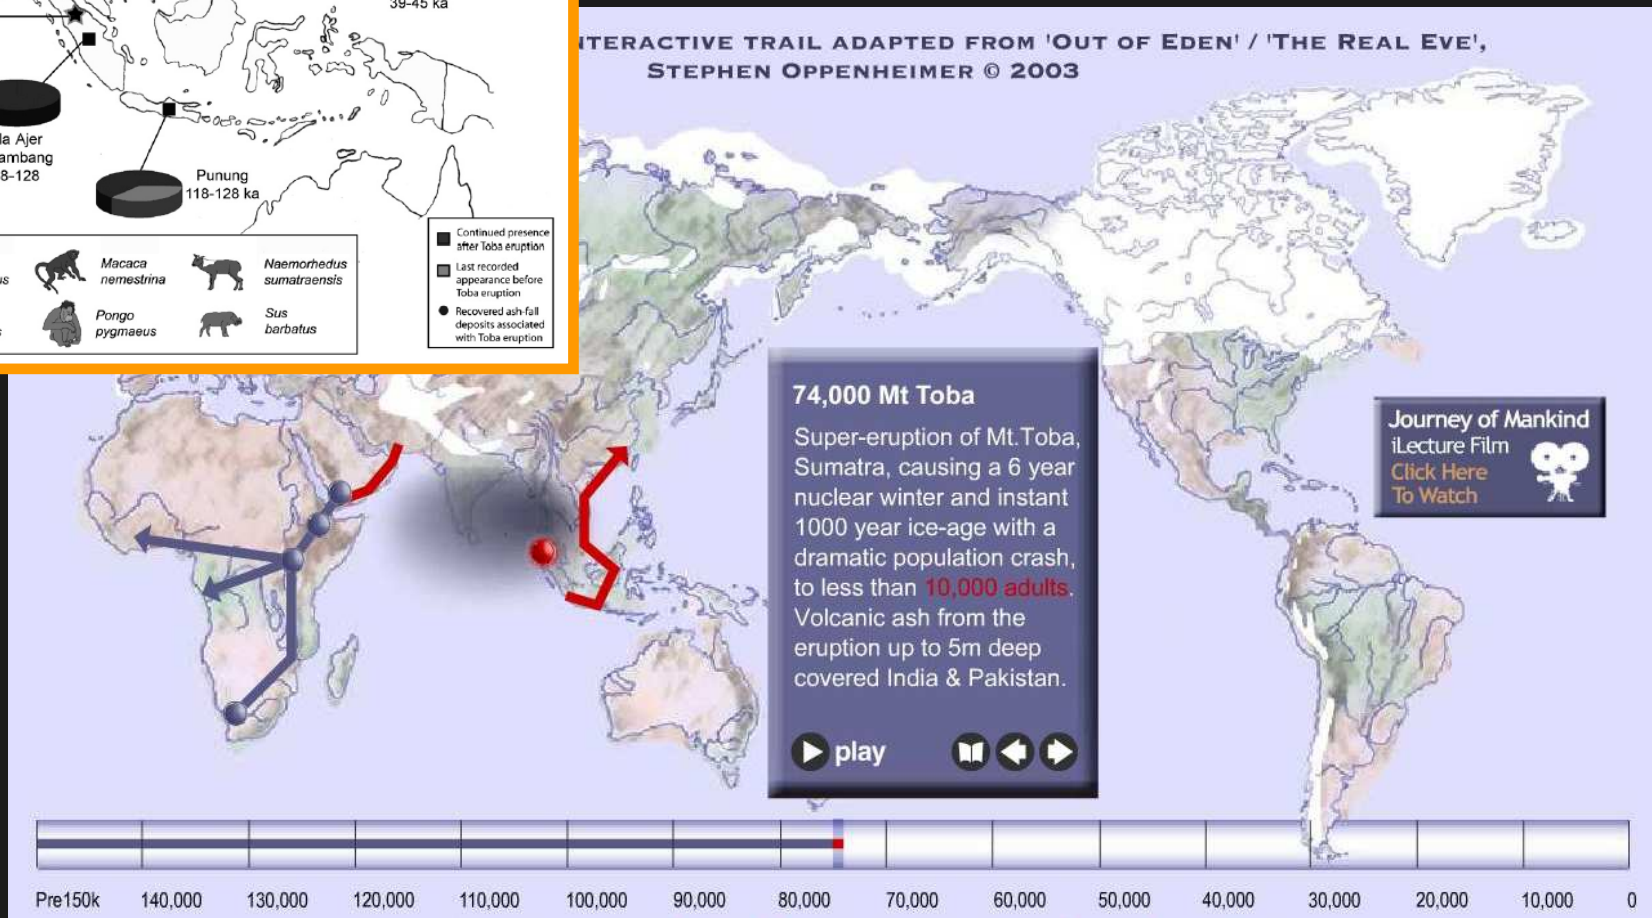 39-45 ka
Ajer
8-128
Punung
118-128 ka
Macaca
nemestrina
Naemorhedus
sumatraensis
Pongo
pygmaeus
Sus
barbatus
Continued presence
after Toba eruption
Last recorded
appearance before
Toba eruption
Recovered ash-fall
deposits associated
with Toba eruption
INTERACTIVE TRAIL ADAPTED FROM 'OUT OF EDEN' / 'THE REAL EVE',
STEPHEN OPPENHEIMER © 2003
74,000 Mt Toba
Super-eruption of Mt.Toba,
Sumatra, causing a 6 year
nuclear winter and instant
1000 year ice-age with a
dramatic population crash,
to less than 10,000 adults.
Volcanic ash from the
eruption up to 5m deep
covered India & Pakistan.
play
Journey of Mankind
iLecture Film
Click Here
To Watch
Pre150k 140,000 130,000 120,000 110,000 100,000 90,000 80,000 70,000 60,000 50,000 40,000 30,000 20,000 10,000 0